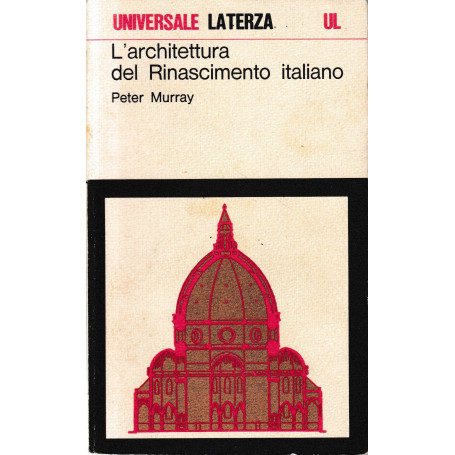 UNIVERSALE LATERZA UL
L'architettura
del Rinascimento italiano
Peter Murray